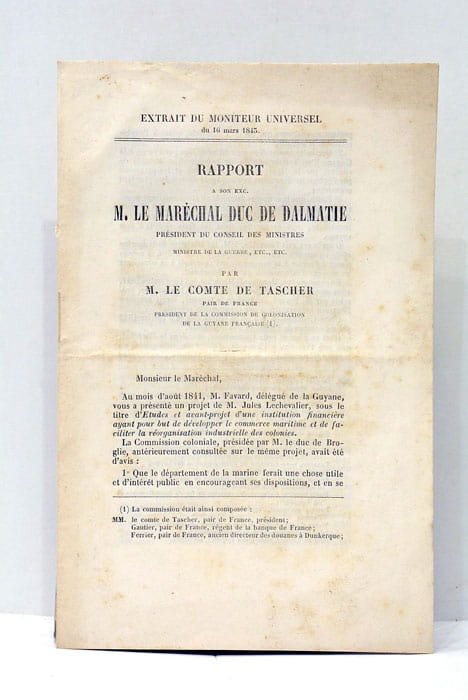 EXTRAIT DU MONITEUR UNIVERSEL
du 16 mars 1843.
RAPPORT
A SON EXC.
M. LE MARÉCHAL DUC DE DALMATIE
PRÉSIDENT DU CONSEIL DES MINISTRES
MINISTRE DE LA GUERRE, ETC., ETC.
PAR
M. LE COMTE DE TASCHER
PAIR DE FRANCE
PRÉSIDENT DE LA COMMISSION DE COLONISATION
DE LA GUYANE FRANÇAISE (1).
Monsieur le Maréchal,
Au mois d'août 1841, M. Favard, délégué de la Guyane,
vous a présenté un projet de M. Jules Lechevalier, sous le
titre d'Études et avant-projet d'une institution financière
ayant pour but de développer le commerce maritime et de fa-
ciliter la réorganisation industrielle des colonies.
La Commission coloniale, présidée par M. le duc de Bro-
glie, antérieurement consultée sur le même projet, avait été
d'avis :
1° Que le département de la marine ferait une chose utile
et d'intérêt public en encourageant ses dispositions, et en se
(1) La commission était ainsi composée :
MM. le comte de Tascher, pair de France, président;
Gautier, pair de France, régent de la banque de France;
Ferrier, pair de France, ancien directeur des douanes à Dunkerque;